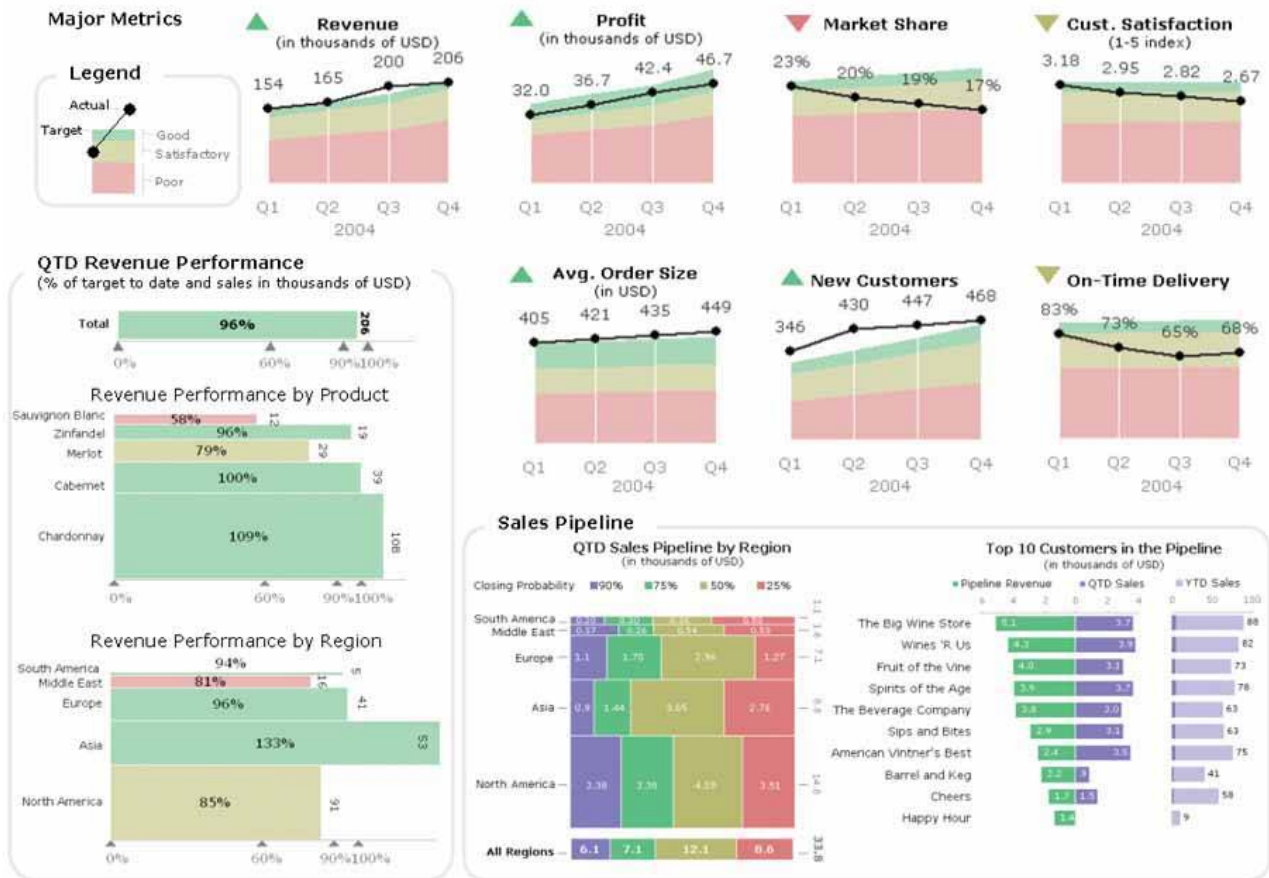 Major Metrics
Legend
Actual
Target
Good
Satisfactory
Poor
Revenue
(in thousands of USD)
154
165
200
206
Q1 Q2 Q3 Q4
2004
Profit
(in thousands of USD)
32.0
36.7
42.4
46.7
Q1 Q2 Q3 Q4
2004
Market Share
23%
20%
19%
17%
Q1 Q2 Q3 Q4
2004
Cust. Satisfaction
(1-5 index)
3.18
2.95
2.82
2.67
Q1 Q2 Q3 Q4
2004
Avg. Order Size
(in USD)
405
421
435
449
Q1 Q2 Q3 Q4
2004
New Customers
346
430
447
468
Q1 Q2 Q3 Q4
2004
On-Time Delivery
83%
73%
65%
68%
Q1 Q2 Q3 Q4
2004
QTD Revenue Performance
(% of target to date and sales in thousands of USD)
Total 96% 206
0% 60% 90% 100%
Revenue Performance by Product
Sauvignon Blanc 58% 12
Zinfandel 96% 19
Merlot 79% 29
Cabernet 100% 39
Chardonnay 109% 108
0% 60% 90% 100%
Revenue Performance by Region
South America 94% 5
Middle East 81% 16
Europe 96% 41
Asia 133% 53
North America 85% 91
0% 60% 90% 100%
Sales Pipeline
QTD Sales Pipeline by Region
(in thousands of USD)
Closing Probability 90% 75% 50% 25%
South America
Middle East 0.26 0.54
Europe 1.1 1.70 1.27 7.1
Asia 0.9 1.44 2.76
North America 3.51
All Regions 6.1 7.1 12.1 8.6 33.8
Top 10 Customers in the Pipeline
(in thousands of USD)
Pipeline Revenue QTD Sales YTD Sales
6 4 2 0 2 4 0 50 100
The Big Wine Store 5.1 3.7 88
Wines 'R Us 4.3 3.9 82
Fruit of the Vine 4.0 3.1 73
Spirits of the Age 3.9 3.7 78
The Beverage Company 3.8 3.0 63
Sips and Bites 2.9 3.1 63
American Vintner's Best 2.4 3.5 75
Barrel and Keg 2.2 41
Cheers 1.7 1.5 58
Happy Hour 1.4 9